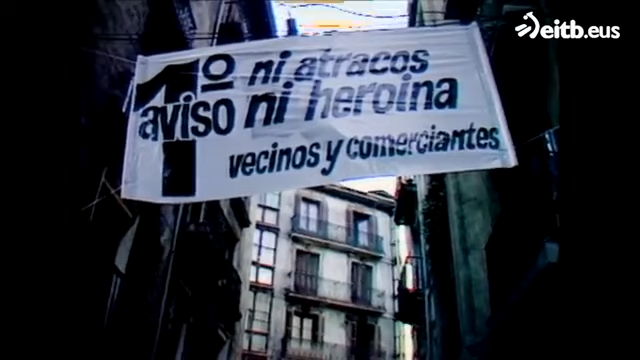 eitb.eus
1º aviso
ni atracos
ni heroina
vecinos y comerciantes